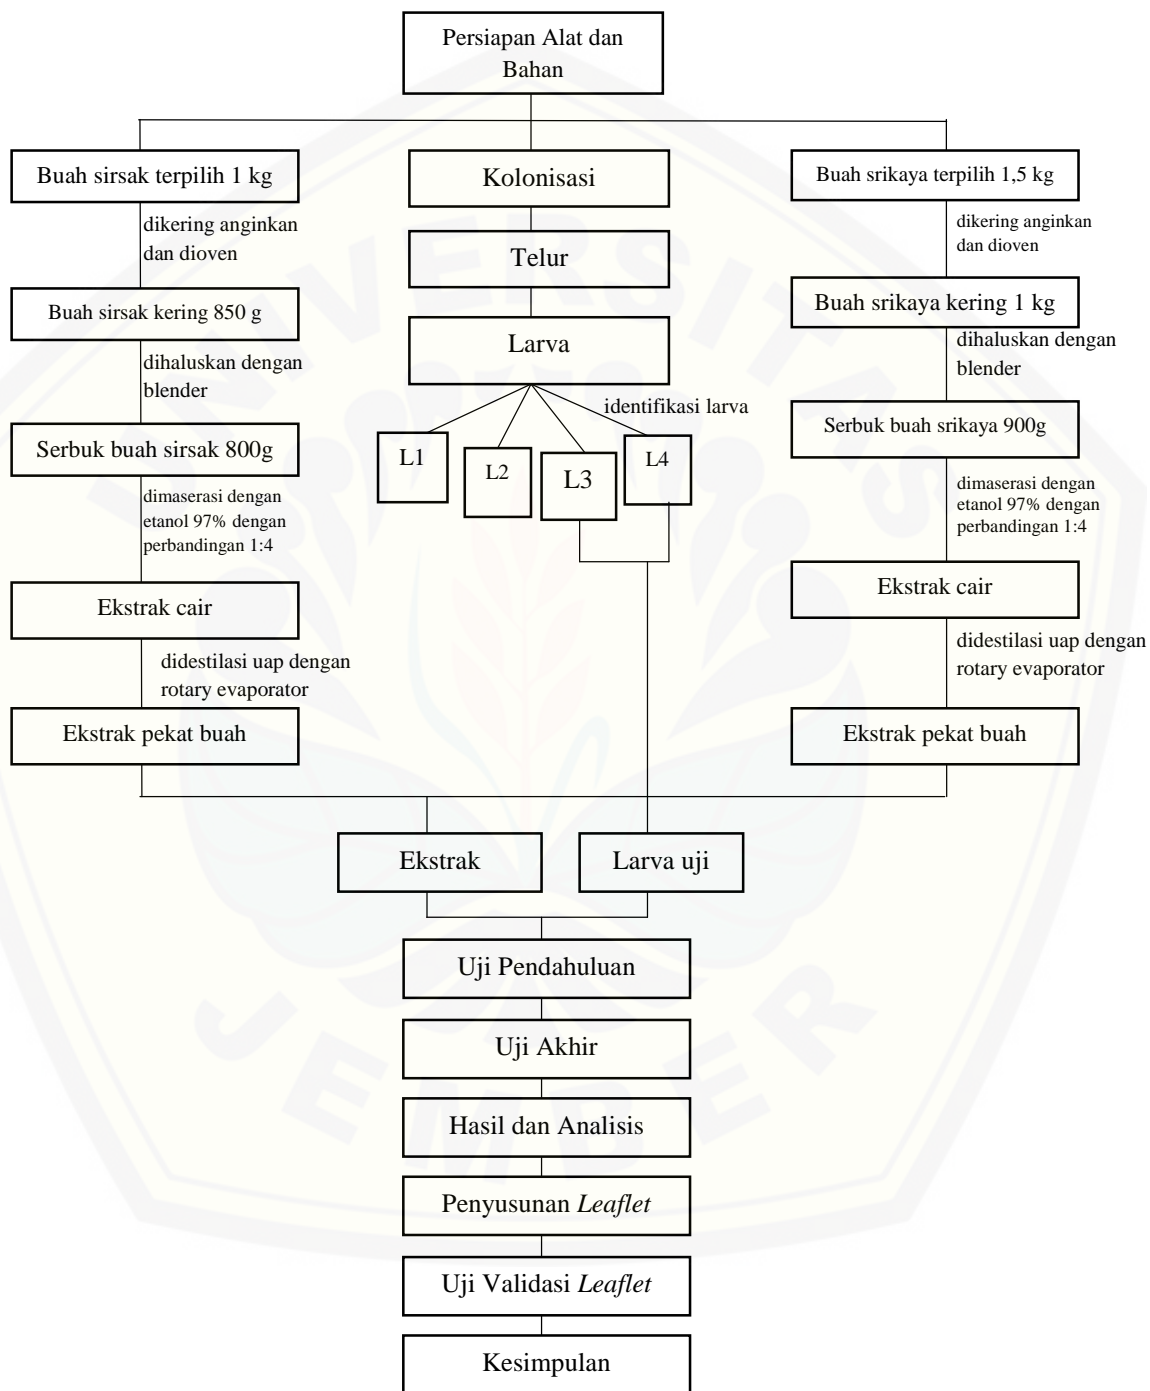 Persiapan Alat dan
Bahan
Buah sirsak terpilih 1 kg
Kolonisasi
Buah srikaya terpilih 1,5 kg
dikering anginkan
dan dioven
dikering anginkan
dan dioven
Telur
Buah sirsak kering 850 g
Buah srikaya kering 1 kg
Larva
dihaluskan dengan
blender
dihaluskan dengan
blender
identifikasi larva
Serbuk buah sirsak 800g
L1
L2
L3
L4
Serbuk buah srikaya 900g
dimaserasi dengan
etanol 97% dengan
perbandingan 1:4
dimaserasi dengan
etanol 97% dengan
perbandingan 1:4
Ekstrak cair
Ekstrak cair
didestilasi uap dengan
rotary evaporator
didestilasi uap dengan
rotary evaporator
Ekstrak pekat buah
Ekstrak pekat buah
Ekstrak
Larva uji
Uji Pendahuluan
Uji Akhir
Hasil dan Analisis
Penyusunan Leaflet
Uji Validasi Leaflet
Kesimpulan
UNIVERSITAS
JEMBER